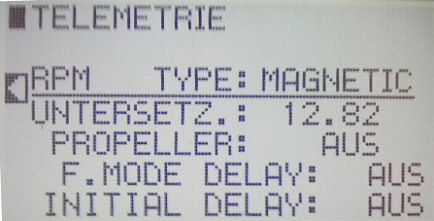 TELEMETRIE
RPM TYPE: MAGNETIC
UNTERSETZ.: 12.82
PROPELLER: AUS
F.MODE DELAY: AUS
INITIAL DELAY: AUS